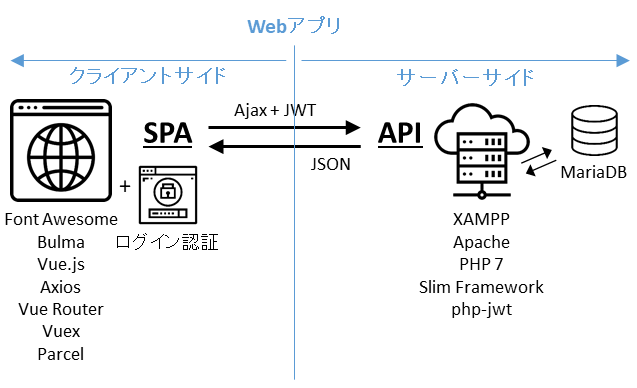 Webアプリ
クライアントサイド
サーバーサイド
SPA
Ajax + JWT
JSON
API
MariaDB
+
Font Awesome
Bulma
Vue.js
Axios
Vue Router
Vuex
Parcel
ログイン認証
XAMPP
Apache
PHP 7
Slim Framework
php-jwt